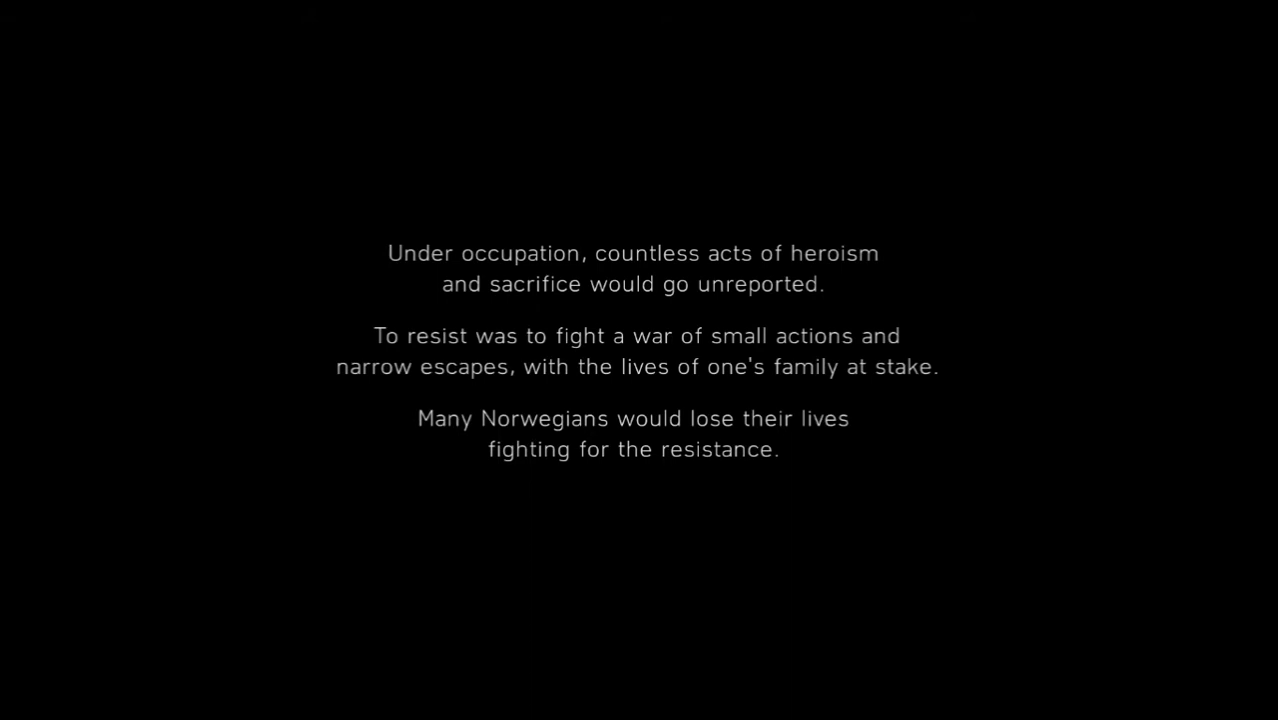 Under occupation, countless acts of heroism
and sacrifice would go unreported.
To resist was to fight a war of small actions and
narrow escapes, with the lives of one's family at stake.
Many Norwegians would lose their lives
fighting for the resistance.